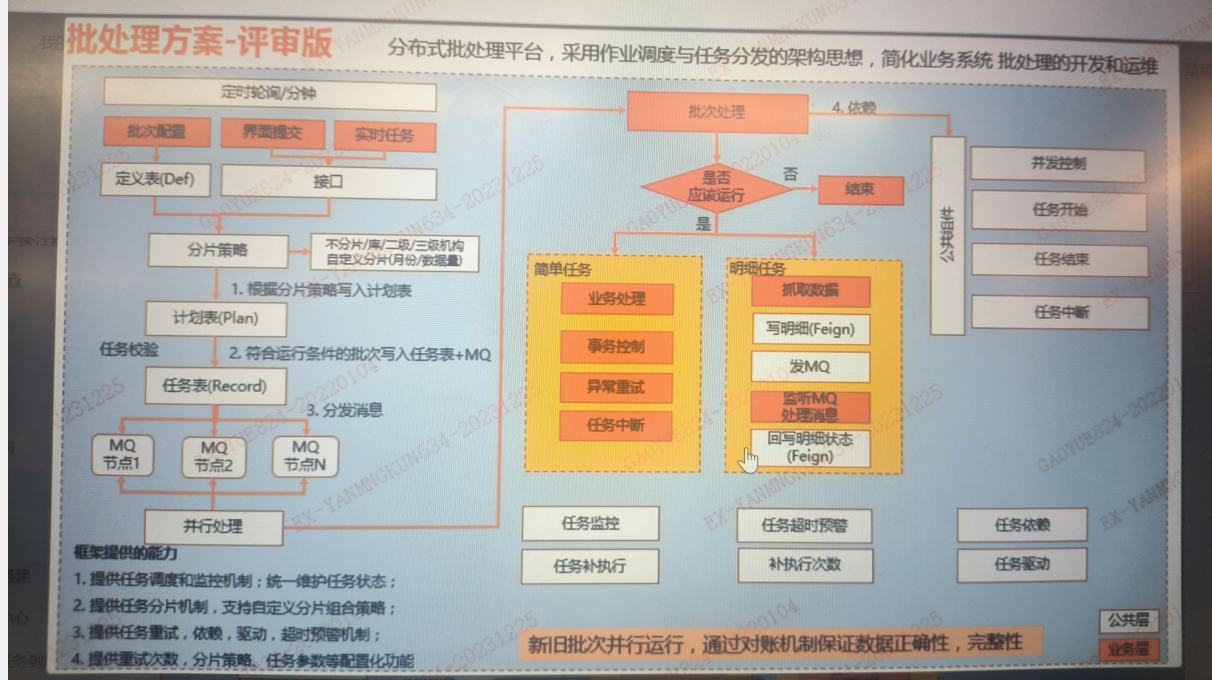 批处理方案-评审版
分布式批处理平台，采用作业调度与任务分发的架构思想，简化业务系统 批处理的开发和运维
定时轮询/分钟
批次配置
界面提交
实时任务
定义表(Def)
接口
分片策略
不分片/库/二级/三级机构
自定义分片(月份/数据量)
1. 根据分片策略写入计划表
计划表(Plan)
任务校验
2. 符合运行条件的批次写入任务表+MQ
任务表(Record)
3. 分发消息
MQ
节点1
MQ
节点2
MQ
节点N
并行处理
框架提供的能力
1. 提供任务调度和监控机制；统一维护任务状态；
2. 提供任务分片机制，支持自定义分片组合策略；
3. 提供任务重试，依赖，驱动，超时预警机制；
4. 提供重试次数，分片策略、任务参数等配置化功能
批次处理
4. 依赖
是否
应该运行
否
结束
是
简单任务
业务处理
事务控制
异常重试
任务中断
明细任务
抓取数据
写明细(Feign)
发MQ
监听MQ
处理消息
回写明细状态
(Feign)
公共组件
并发控制
任务开始
任务结束
任务中断
任务监控
任务超时预警
任务依赖
任务补执行
补执行次数
任务驱动
新旧批次并行运行，通过对账机制保证数据正确性，完整性
公共层
业务层
GAOYUE824-20231225
EX-YANMNGKUN634-20231225
GAOYUE824-20220104